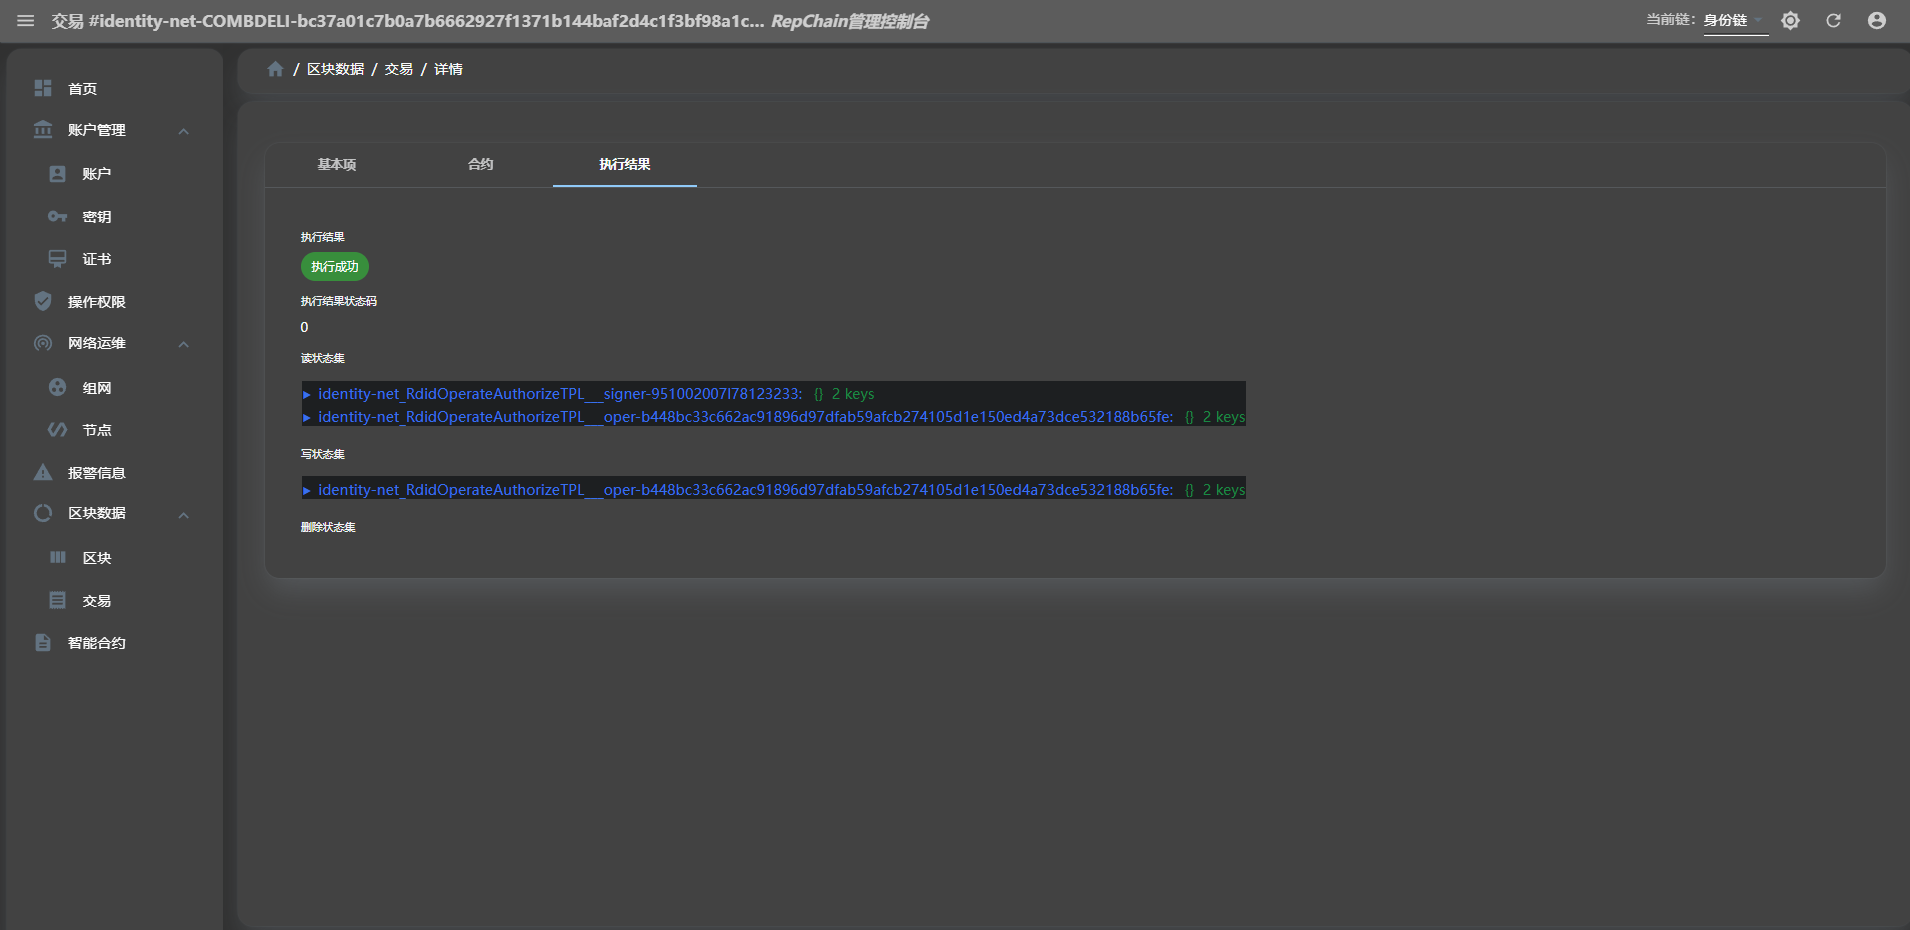 交易 #identity-net-COMBDELI-bc37a01c7b0a7b6662927f1371b144baf2d4c1f3bf98a1c... RepChain管理控制台
当前链: 身份链
首页
账户管理
账户
密钥
证书
操作权限
网络运维
组网
节点
报警信息
区块数据
区块
交易
智能合约
/ 区块数据 / 交易 / 详情
基本项 合约 执行结果
执行结果
执行成功
执行结果状态码
0
读状态集
identity-net_RdidOperateAuthorizeTPL___signer-951002007l78123233: {} 2 keys
identity-net_RdidOperateAuthorizeTPL___oper-b448bc33c662ac91896d97dfab59afcb274105d1e150ed4a73dce532188b65fe: {} 2 keys
写状态集
identity-net_RdidOperateAuthorizeTPL___oper-b448bc33c662ac91896d97dfab59afcb274105d1e150ed4a73dce532188b65fe: {} 2 keys
删除状态集